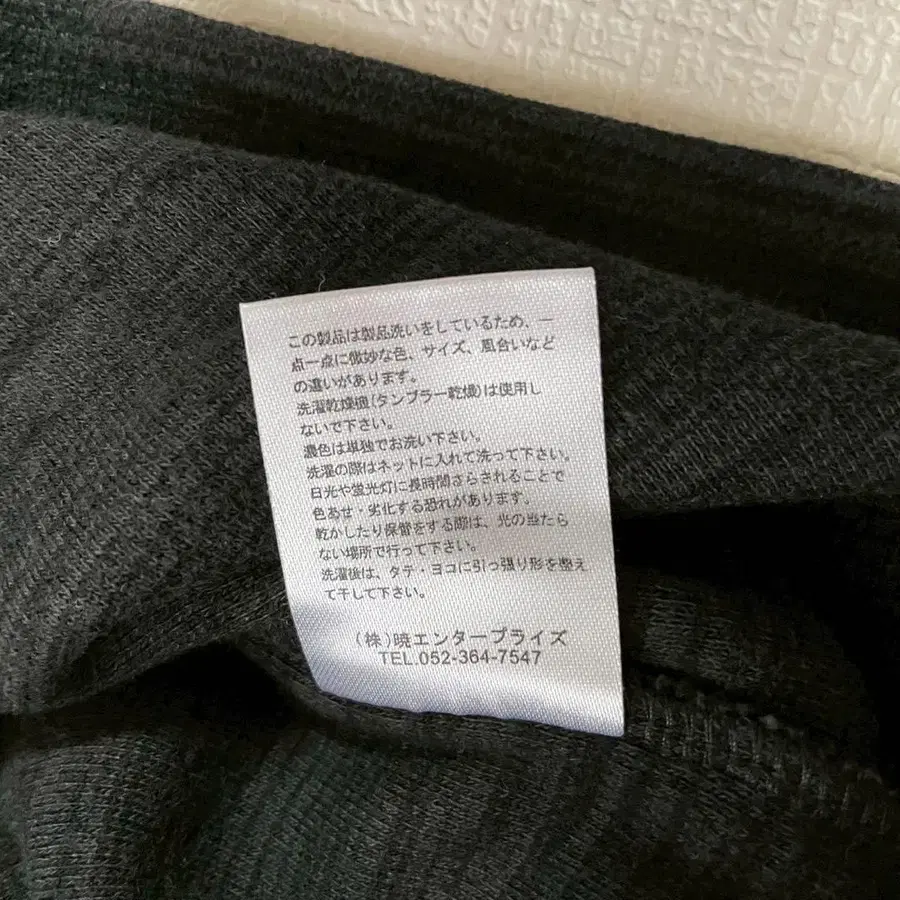 この製品は製品洗いをしているため、一
点一点に微妙な色、サイズ、風合いなど
の違いがあります。
洗濯乾燥機(タンブラー乾燥)は使用し
ないで下さい。
濃色は単独でお洗い下さい。
洗濯の際はネットに入れて洗って下さい。
日光や蛍光灯に長時間さらされることで
色あせ・劣化する恐れがあります。
乾かしたり保管をする際は、光の当たら
ない場所で行って下さい。
洗濯後は、タテ・ヨコに引っ張り形を整え
て干して下さい。
(株)暁エンタープライズ
TEL.052-364-7547